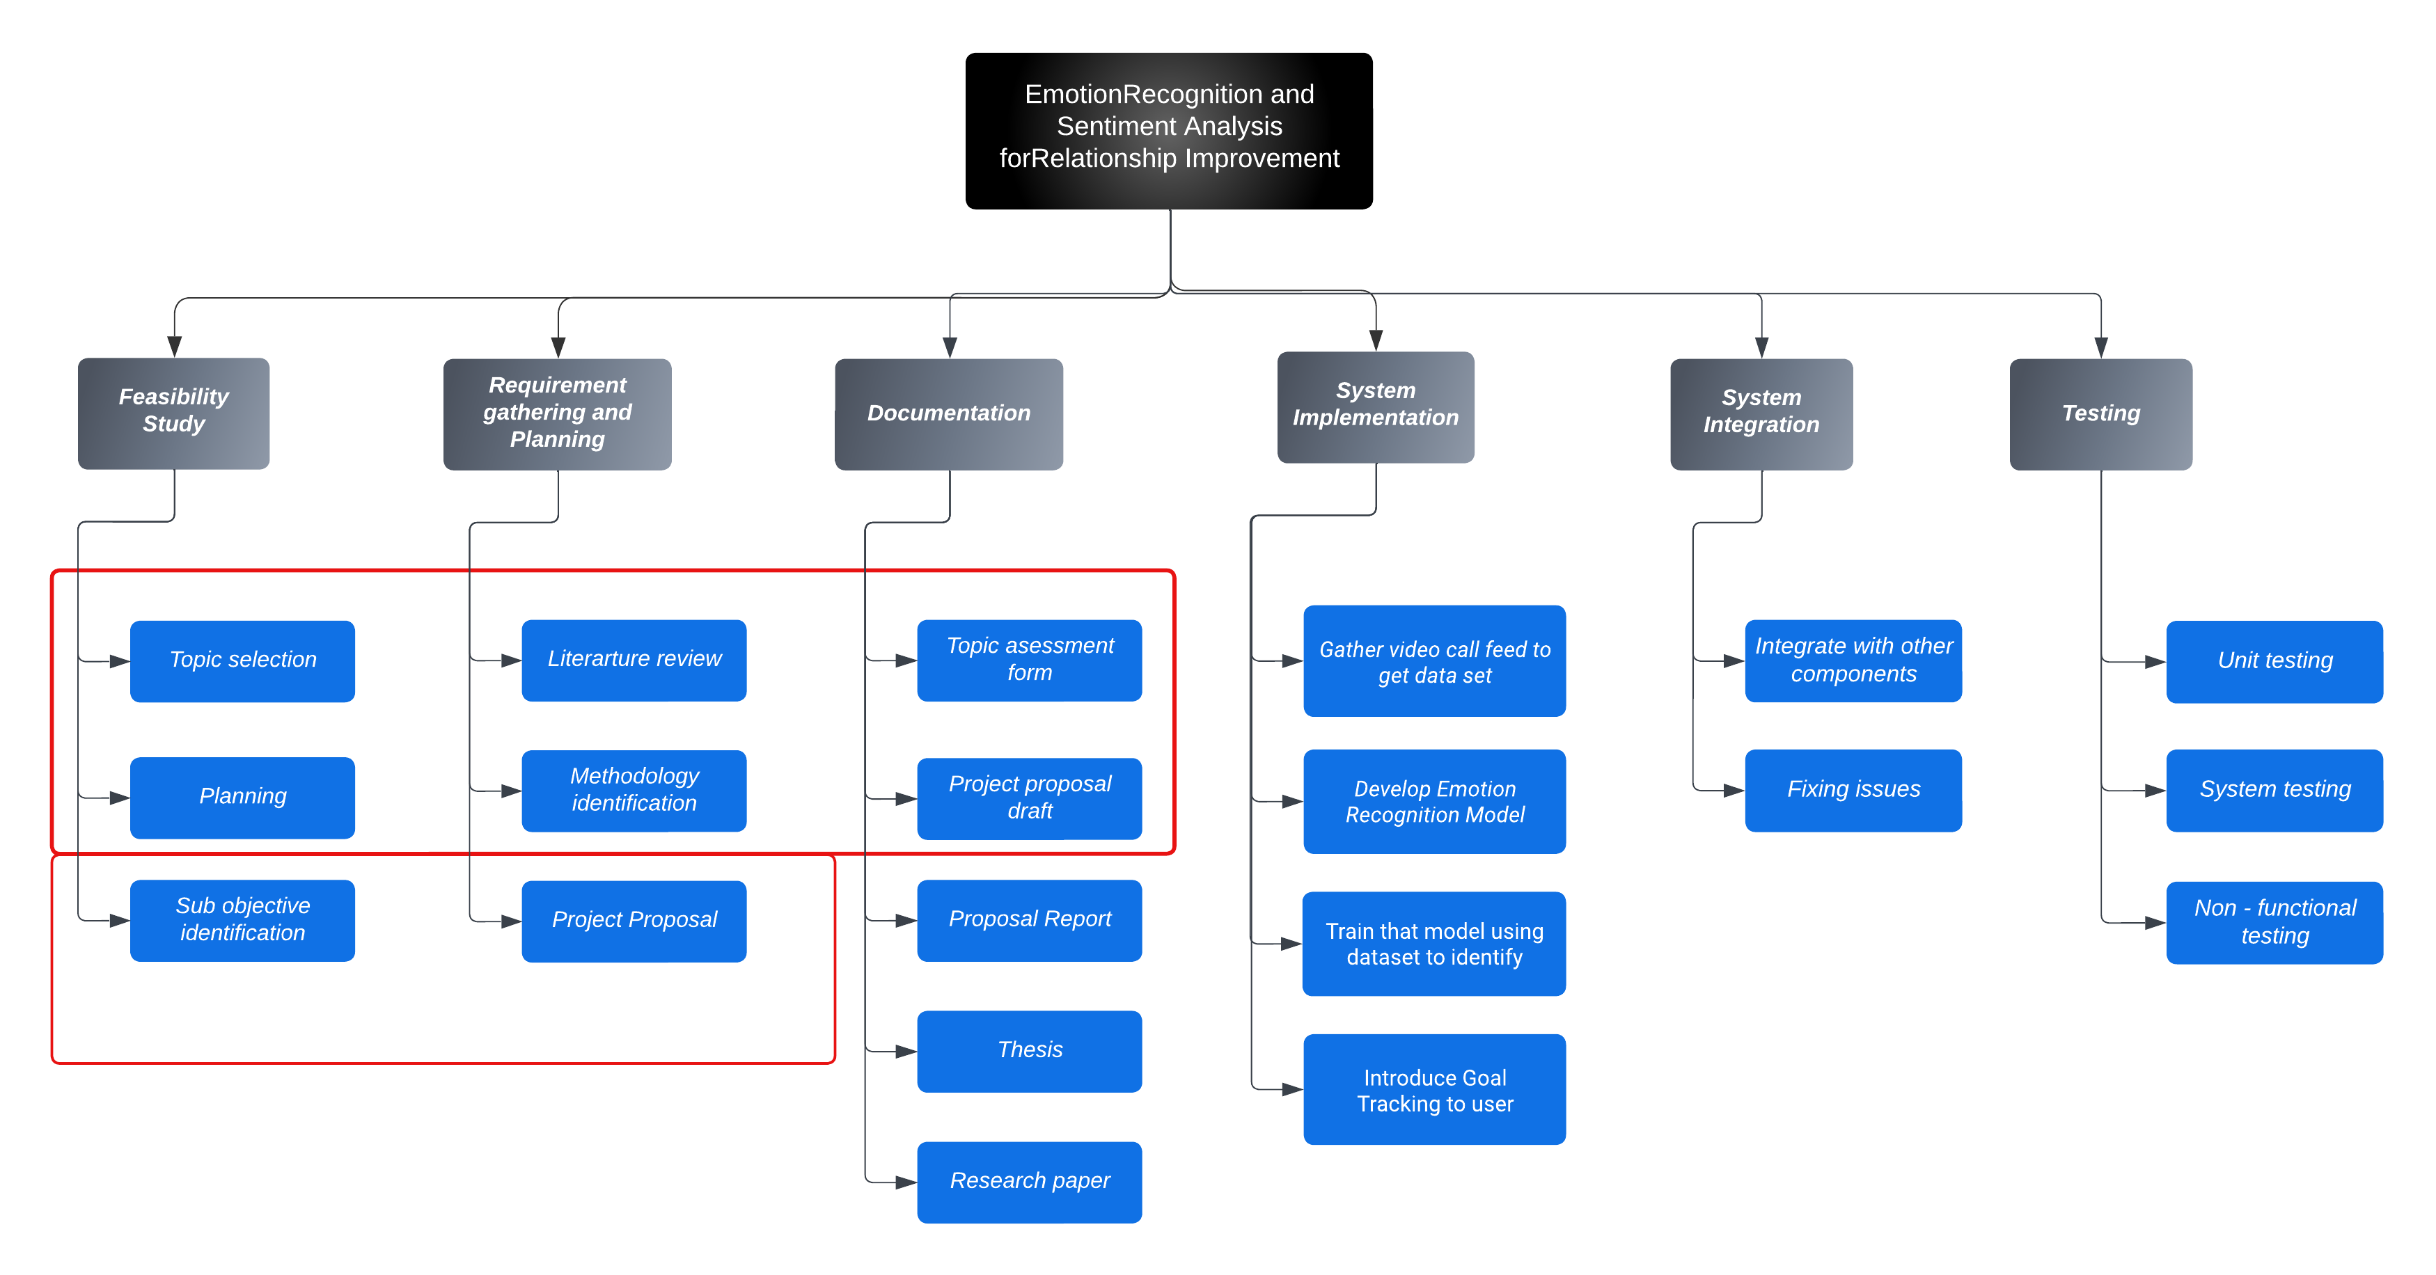 EmotionRecognition and
Sentiment Analysis
forRelationship Improvement
Feasibility
Study
Requirement
gathering and
Planning
Documentation
System
Implementation
System
Integration
Testing
Topic selection
Planning
Sub objective
identification
Literarture review
Methodology
identification
Project Proposal
Topic asessment
form
Project proposal
draft
Proposal Report
Thesis
Research paper
Gather video call feed to
get data set
Develop Emotion
Recognition Model
Train that model using
dataset to identify
Introduce Goal
Tracking to user
Integrate with other
components
Fixing issues
Unit testing
System testing
Non - functional
testing